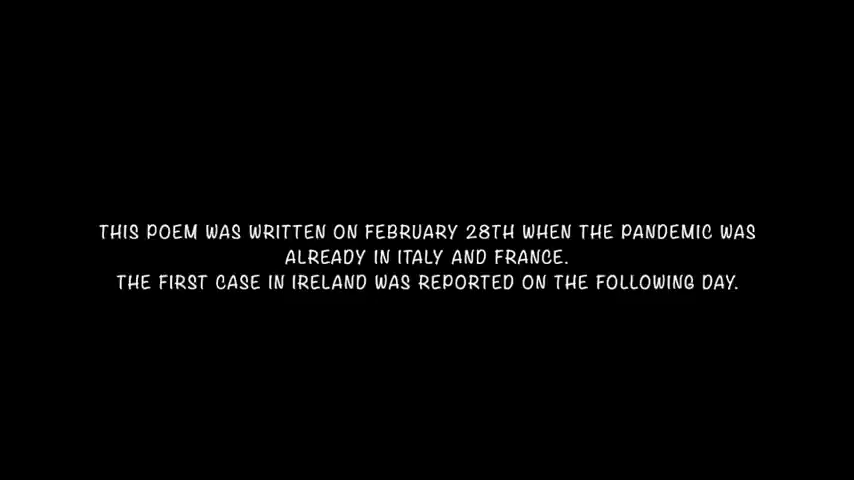 THIS POEM WAS WRITTEN ON FEBRUARY 28TH WHEN THE PANDEMIC WAS
ALREADY IN ITALY AND FRANCE.
THE FIRST CASE IN IRELAND WAS REPORTED ON THE FOLLOWING DAY.